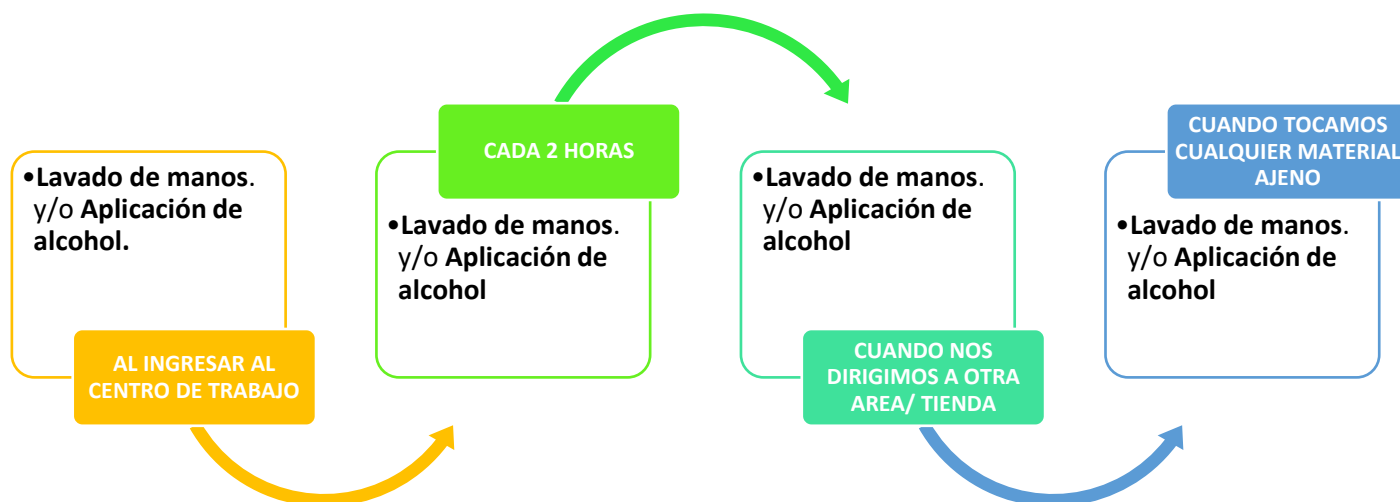 •Lavado de manos.
y/o Aplicación de
alcohol.
AL INGRESAR AL
CENTRO DE TRABAJO
CADA 2 HORAS
•Lavado de manos.
y/o Aplicación de
alcohol
•Lavado de manos.
y/o Aplicación de
alcohol
CUANDO NOS
DIRIGIMOS A OTRA
AREA/ TIENDA
CUANDO TOCAMOS
CUALQUIER MATERIAL
AJENO
•Lavado de manos.
y/o Aplicación de
alcohol